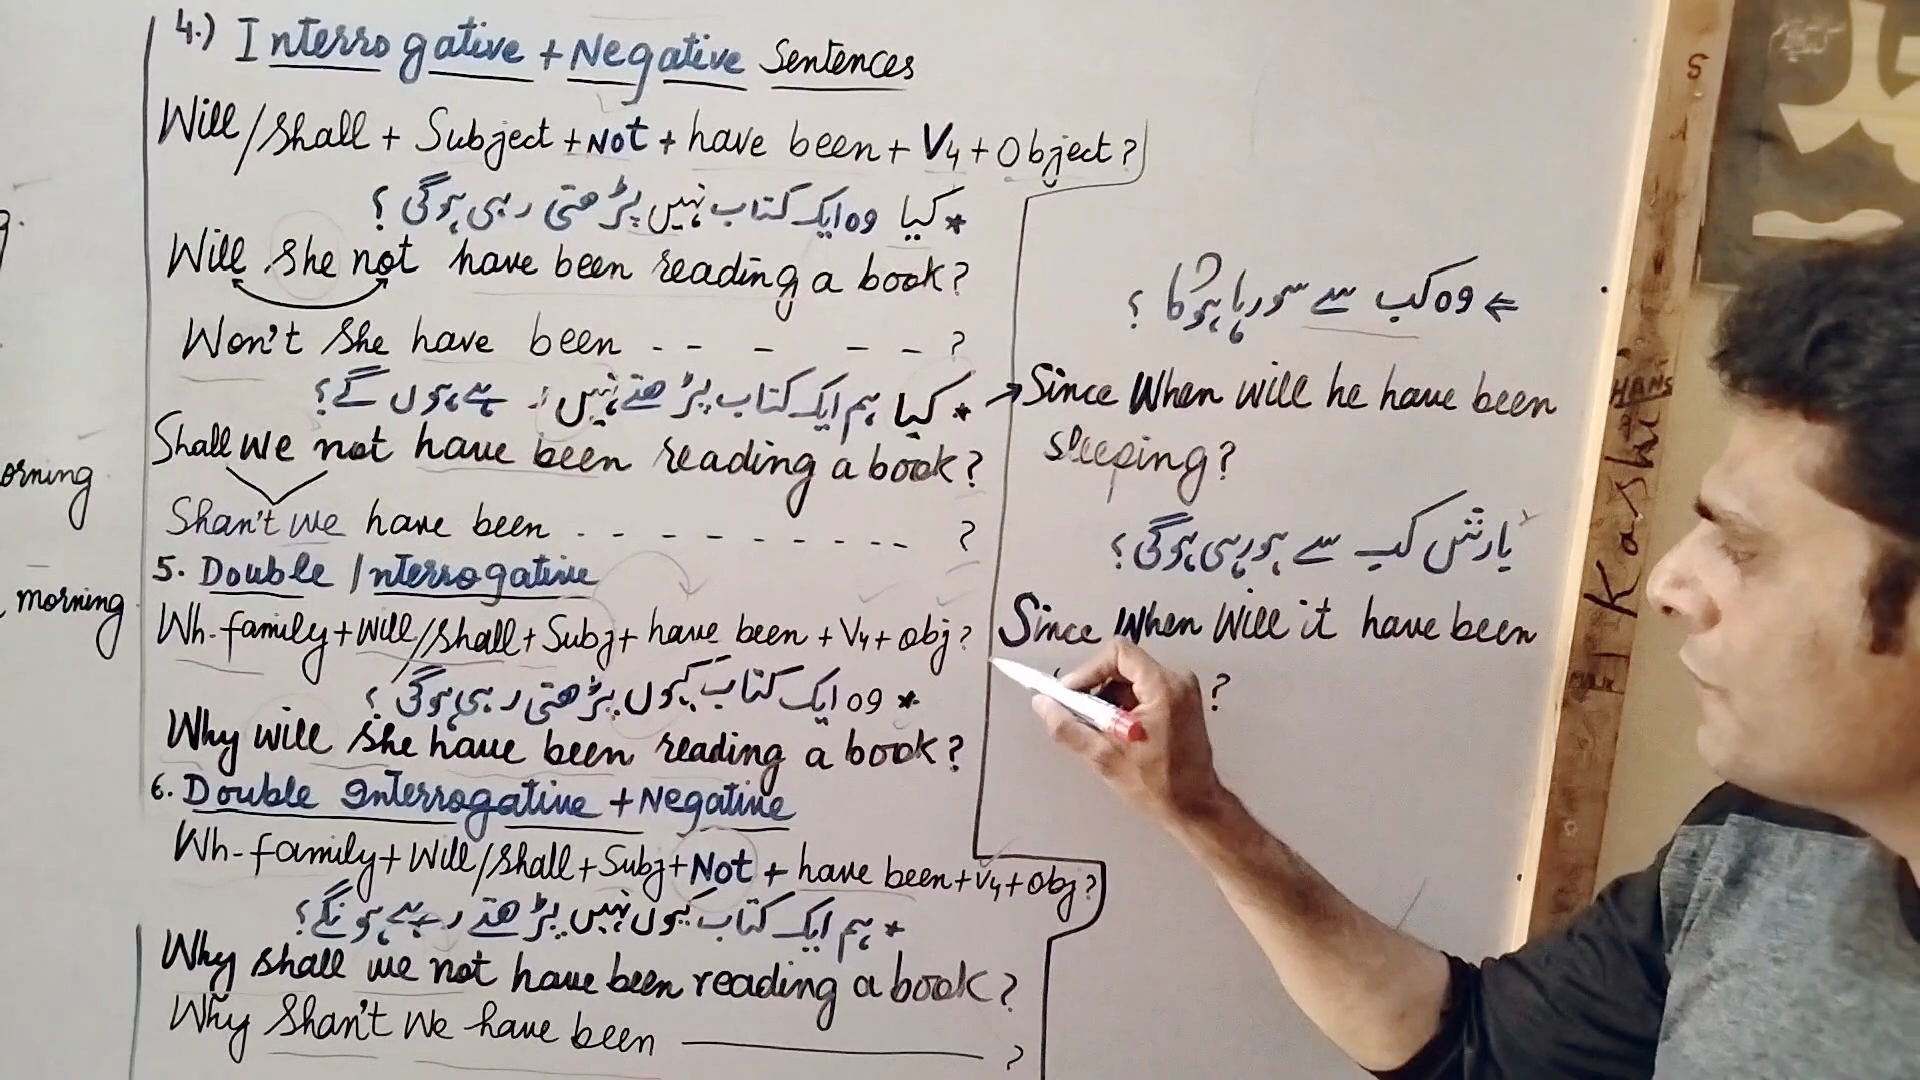 4.) Interrogative + Negative Sentences
Will/shall + Subject + Not + have been + V4 + Object?
* کیا وہ ایک کتاب نہیں پڑھتی رہی ہوگی؟
Will she not have been reading a book?
Won't she have been - - - - - ?
* کیا ہم ایک کتاب پڑھتے نہیں رہے ہوں گے؟
Shall we not have been reading a book?
Shan't we have been - - - - - - - - - ?
5. Double Interrogative
Wh-family + Will/shall + Subj + have been + V4 + obj?
* وہ ایک کتاب کیوں پڑھتی رہی ہوگی؟
Why will she have been reading a book?
6. Double Interrogative + Negative
Wh-family + Will/shall + Subj + Not + have been + V4 + obj?
* ہم ایک کتاب کیوں نہیں پڑھتے رہے ہونگے؟
Why shall we not have been reading a book?
Why Shan't We have been ______ ?
⇐ وہ کب سے سو رہا ہوگا؟
Since When will he have been
sleeping?
بارش کب سے ہو رہی ہوگی؟
Since When Will it have been
?
orning
morning
g.
S
A
HANS
Kashi